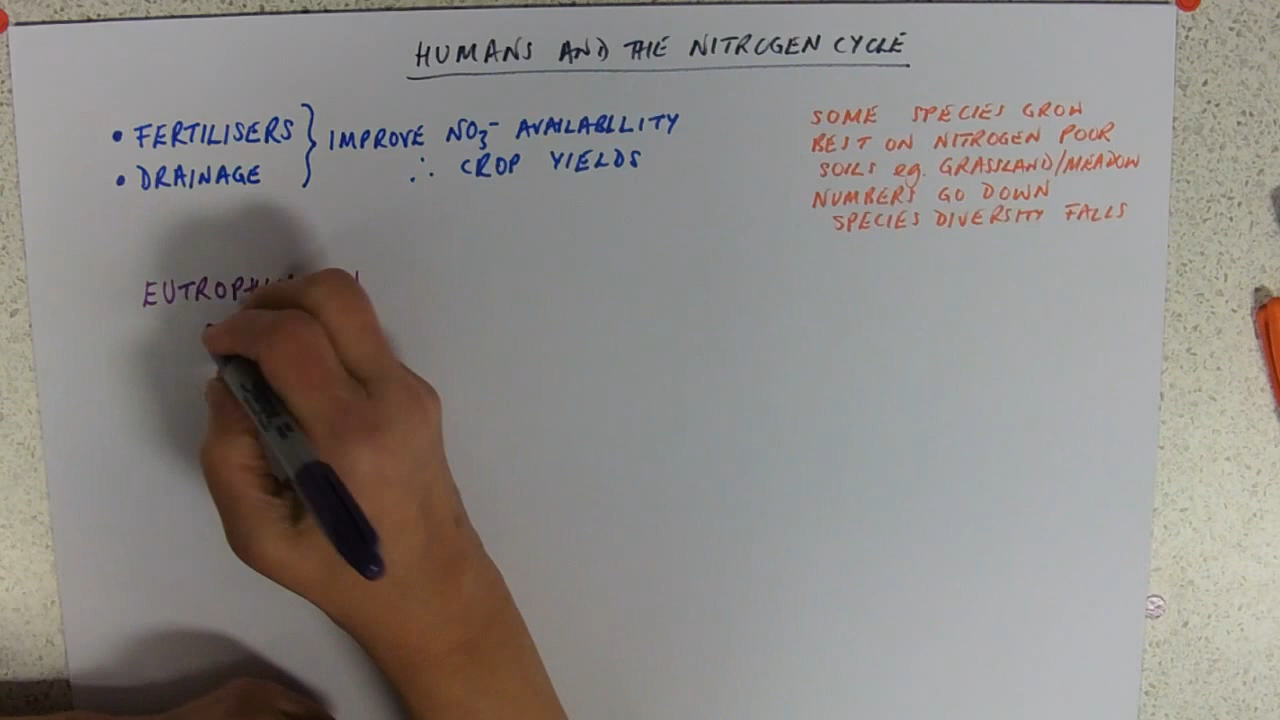 HUMANS AND THE NITROGEN CYCLE
• FERTILISERS } IMPROVE NO3- AVAILABILITY
• DRAINAGE ∴ CROP YIELDS
SOME SPECIES GROW
BEST ON NITROGEN POOR
SOILS eg. GRASSLAND/MEADOW
NUMBERS GO DOWN
SPECIES DIVERSITY FALLS